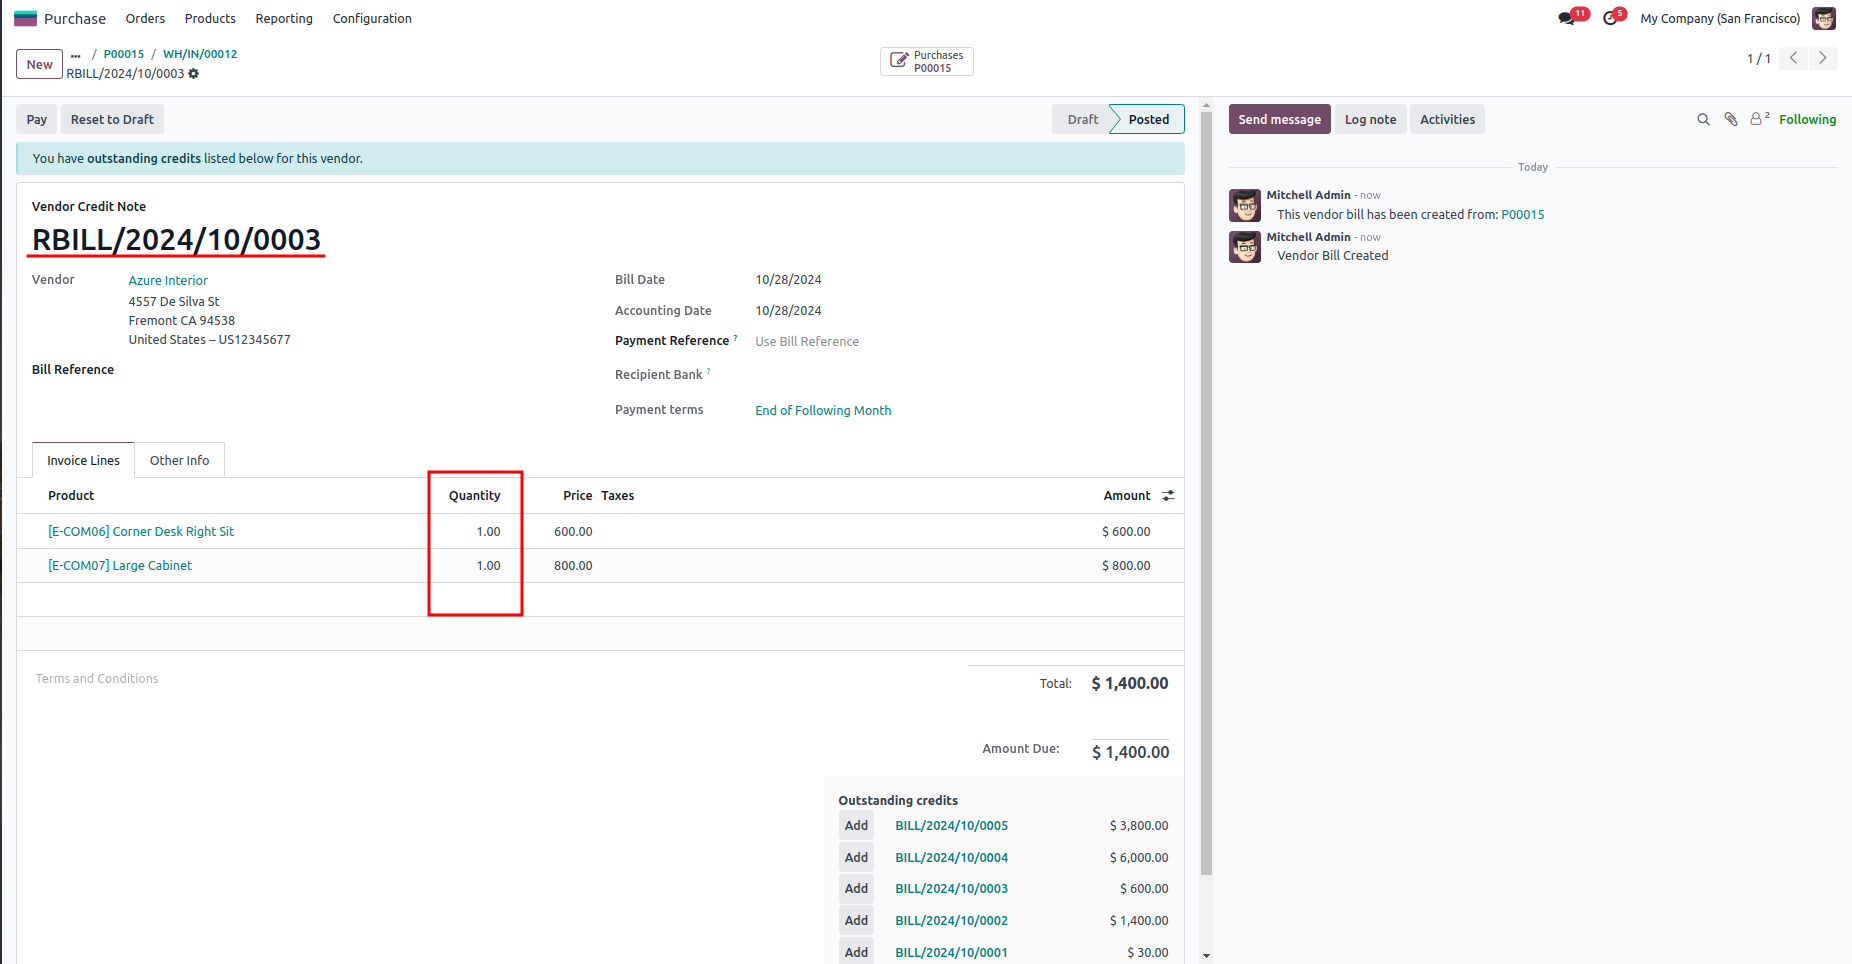 Purchase Orders Products Reporting Configuration 11 5 My Company (San Francisco)
New ... / P00015 / WH/IN/00012
RBILL/2024/10/0003
Purchases
P00015
1 / 1
Pay Reset to Draft Draft Posted
Send message Log note Activities 2 Following
You have outstanding credits listed below for this vendor.
Today
Mitchell Admin - now
This vendor bill has been created from: P00015
Mitchell Admin - now
Vendor Bill Created
Vendor Credit Note
RBILL/2024/10/0003
Vendor Azure Interior
4557 De Silva St
Fremont CA 94538
United States – US12345677
Bill Reference
Bill Date 10/28/2024
Accounting Date 10/28/2024
Payment Reference ? Use Bill Reference
Recipient Bank ?
Payment terms End of Following Month
Invoice Lines Other Info
Product Quantity Price Taxes Amount
[E-COM06] Corner Desk Right Sit 1.00 600.00 $ 600.00
[E-COM07] Large Cabinet 1.00 800.00 $ 800.00
Terms and Conditions
Total: $ 1,400.00
Amount Due: $ 1,400.00
Outstanding credits
Add BILL/2024/10/0005 $ 3,800.00
Add BILL/2024/10/0004 $ 6,000.00
Add BILL/2024/10/0003 $ 600.00
Add BILL/2024/10/0002 $ 1,400.00
Add BILL/2024/10/0001 $ 30.00